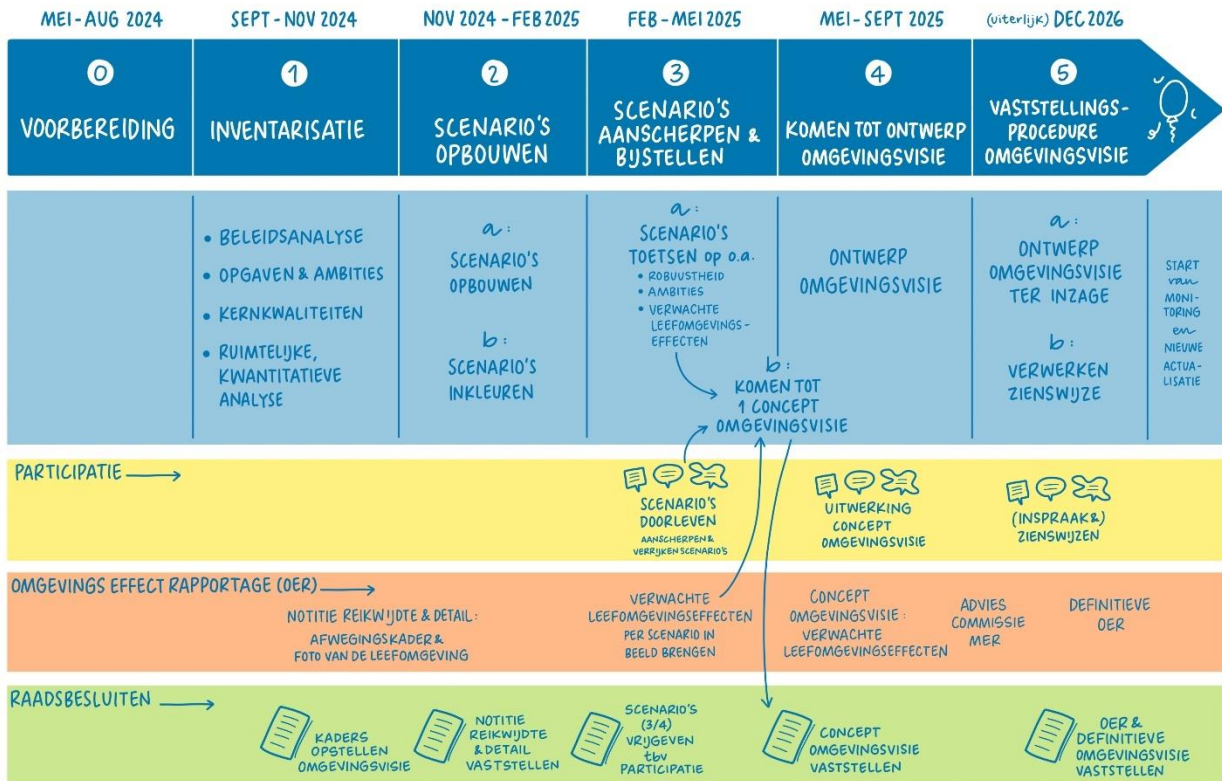 MEI - AUG 2024
SEPT - NOV 2024
NOV 2024 - FEB 2025
FEB - MEI 2025
MEI - SEPT 2025
(uiterlijk) DEC 2026
0
VOORBEREIDING
1
INVENTARISATIE
2
SCENARIO'S
OPBOUWEN
3
SCENARIO'S
AANSCHERPEN &
BIJSTELLEN
4
KOMEN TOT ONTWERP
OMGEVINGSVISIE
5
VASTSTELLINGS-
PROCEDURE
OMGEVINGSVISIE
• BELEIDSANALYSE
• OPGAVEN & AMBITIES
• KERNKWALITEITEN
• RUIMTELIJKE,
KWANTITATIEVE
ANALYSE
a:
SCENARIO'S
OPBOUWEN
b:
SCENARIO'S
INKLEUREN
a:
SCENARIO'S
TOETSEN op o.a.
• ROBUUSTHEID
• AMBITIES
• VERWACHTE
LEEFOMGEVINGS-
EFFECTEN
b:
KOMEN TOT
1 CONCEPT
OMGEVINGSVISIE
ONTWERP
OMGEVINGSVISIE
a:
ONTWERP
OMGEVINGSVISIE
TER INZAGE
b:
VERWERKEN
ZIENSWIJZE
START
van
MONI-
TORING
en
NIEUWE
ACTUA-
LISATIE
PARTICIPATIE
SCENARIO'S
DOORLEVEN
AANSCHERPEN &
VERRIJKEN SCENARIO'S
UITWERKING
CONCEPT
OMGEVINGSVISIE
(INSPRAAK&)
ZIENSWIJZEN
OMGEVINGS EFFECT RAPPORTAGE (OER)
NOTITIE REIKWIJDTE & DETAIL:
AFWEGINGSKADER &
FOTO VAN DE LEEFOMGEVING
VERWACHTE
LEEFOMGEVINGSEFFECTEN
PER SCENARIO IN
BEELD BRENGEN
CONCEPT
OMGEVINGSVISIE:
VERWACHTE
LEEFOMGEVINGSEFFECTEN
ADVIES
COMMISSIE
MER
DEFINITIEVE
OER
RAADSBESLUITEN
KADERS
OPSTELLEN
OMGEVINGSVISIE
NOTITIE
REIKWIJDTE
& DETAIL
VASTSTELLEN
SCENARIO'S
(3/4)
VRIJGEVEN
tbv
PARTICIPATIE
CONCEPT
OMGEVINGSVISIE
VASTSTELLEN
OER &
DEFINITIEVE
OMGEVINGSVISIE
VASTSTELLEN